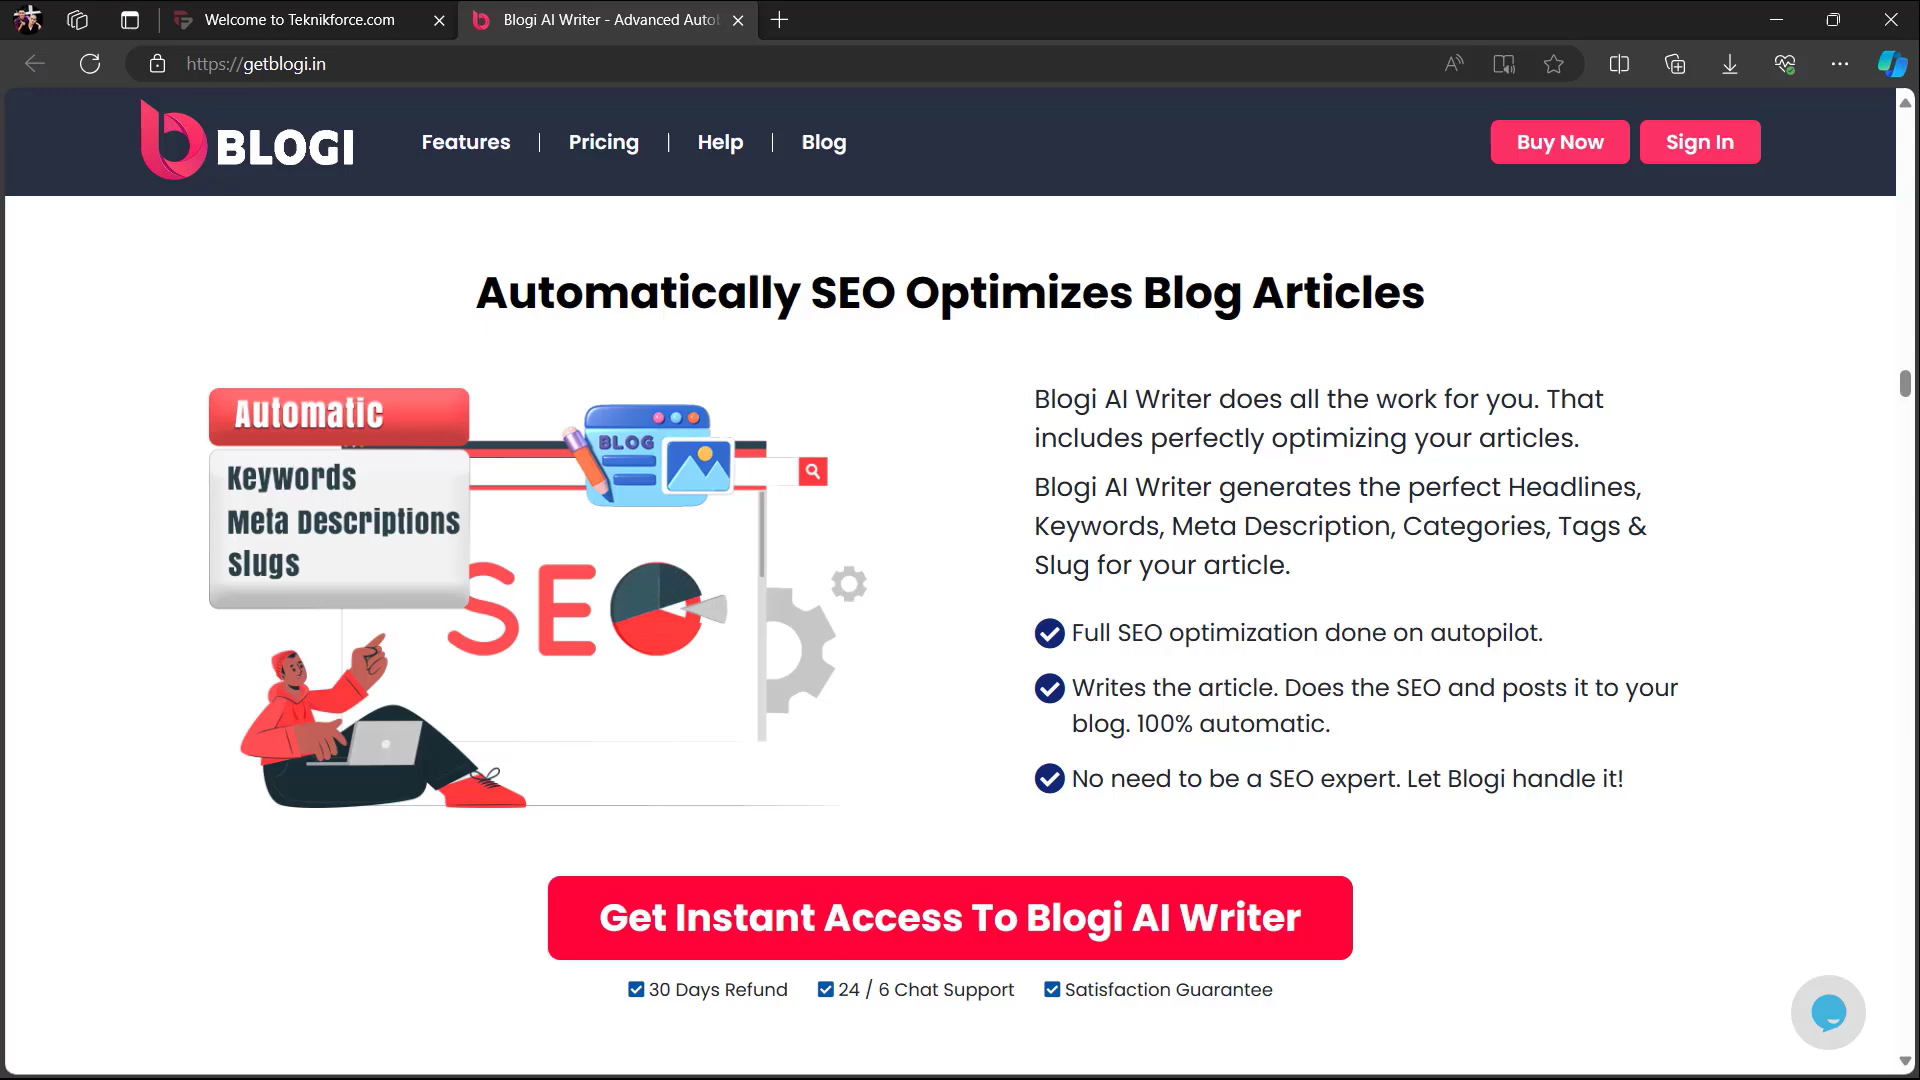 Welcome to Teknikforce.com
Blogi AI Writer - Advanced Autob
https://getblogi.in
BLOGI
Features | Pricing | Help | Blog
Buy Now
Sign In
Automatically SEO Optimizes Blog Articles
Automatic
Keywords
Meta Descriptions
Slugs
BLOG
SEO
Blogi AI Writer does all the work for you. That
includes perfectly optimizing your articles.
Blogi AI Writer generates the perfect Headlines,
Keywords, Meta Description, Categories, Tags &
Slug for your article.
Full SEO optimization done on autopilot.
Writes the article. Does the SEO and posts it to your
blog. 100% automatic.
No need to be a SEO expert. Let Blogi handle it!
Get Instant Access To Blogi AI Writer
30 Days Refund
24 / 6 Chat Support
Satisfaction Guarantee